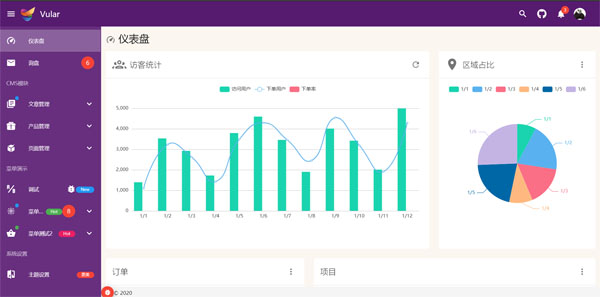 Vular
3
仪表盘
询盘
6
CMS模块
文章管理
产品管理
页面管理
菜单演示
调试
New
菜单...
Hot
8
菜单测试2
Hot
系统设置
主题设置
仪表盘
访客统计
访问用户
下单用户
下单率
5,000
4,000
3,000
2,000
1,000
0
1/1
1/2
1/3
1/4
1/5
1/6
1/7
1/8
1/9
1/10
1/11
1/12
区域占比
1/1
1/2
1/3
1/4
1/5
1/6
1/1
1/2
1/3
1/4
1/5
1/6
订单
项目
© 2020